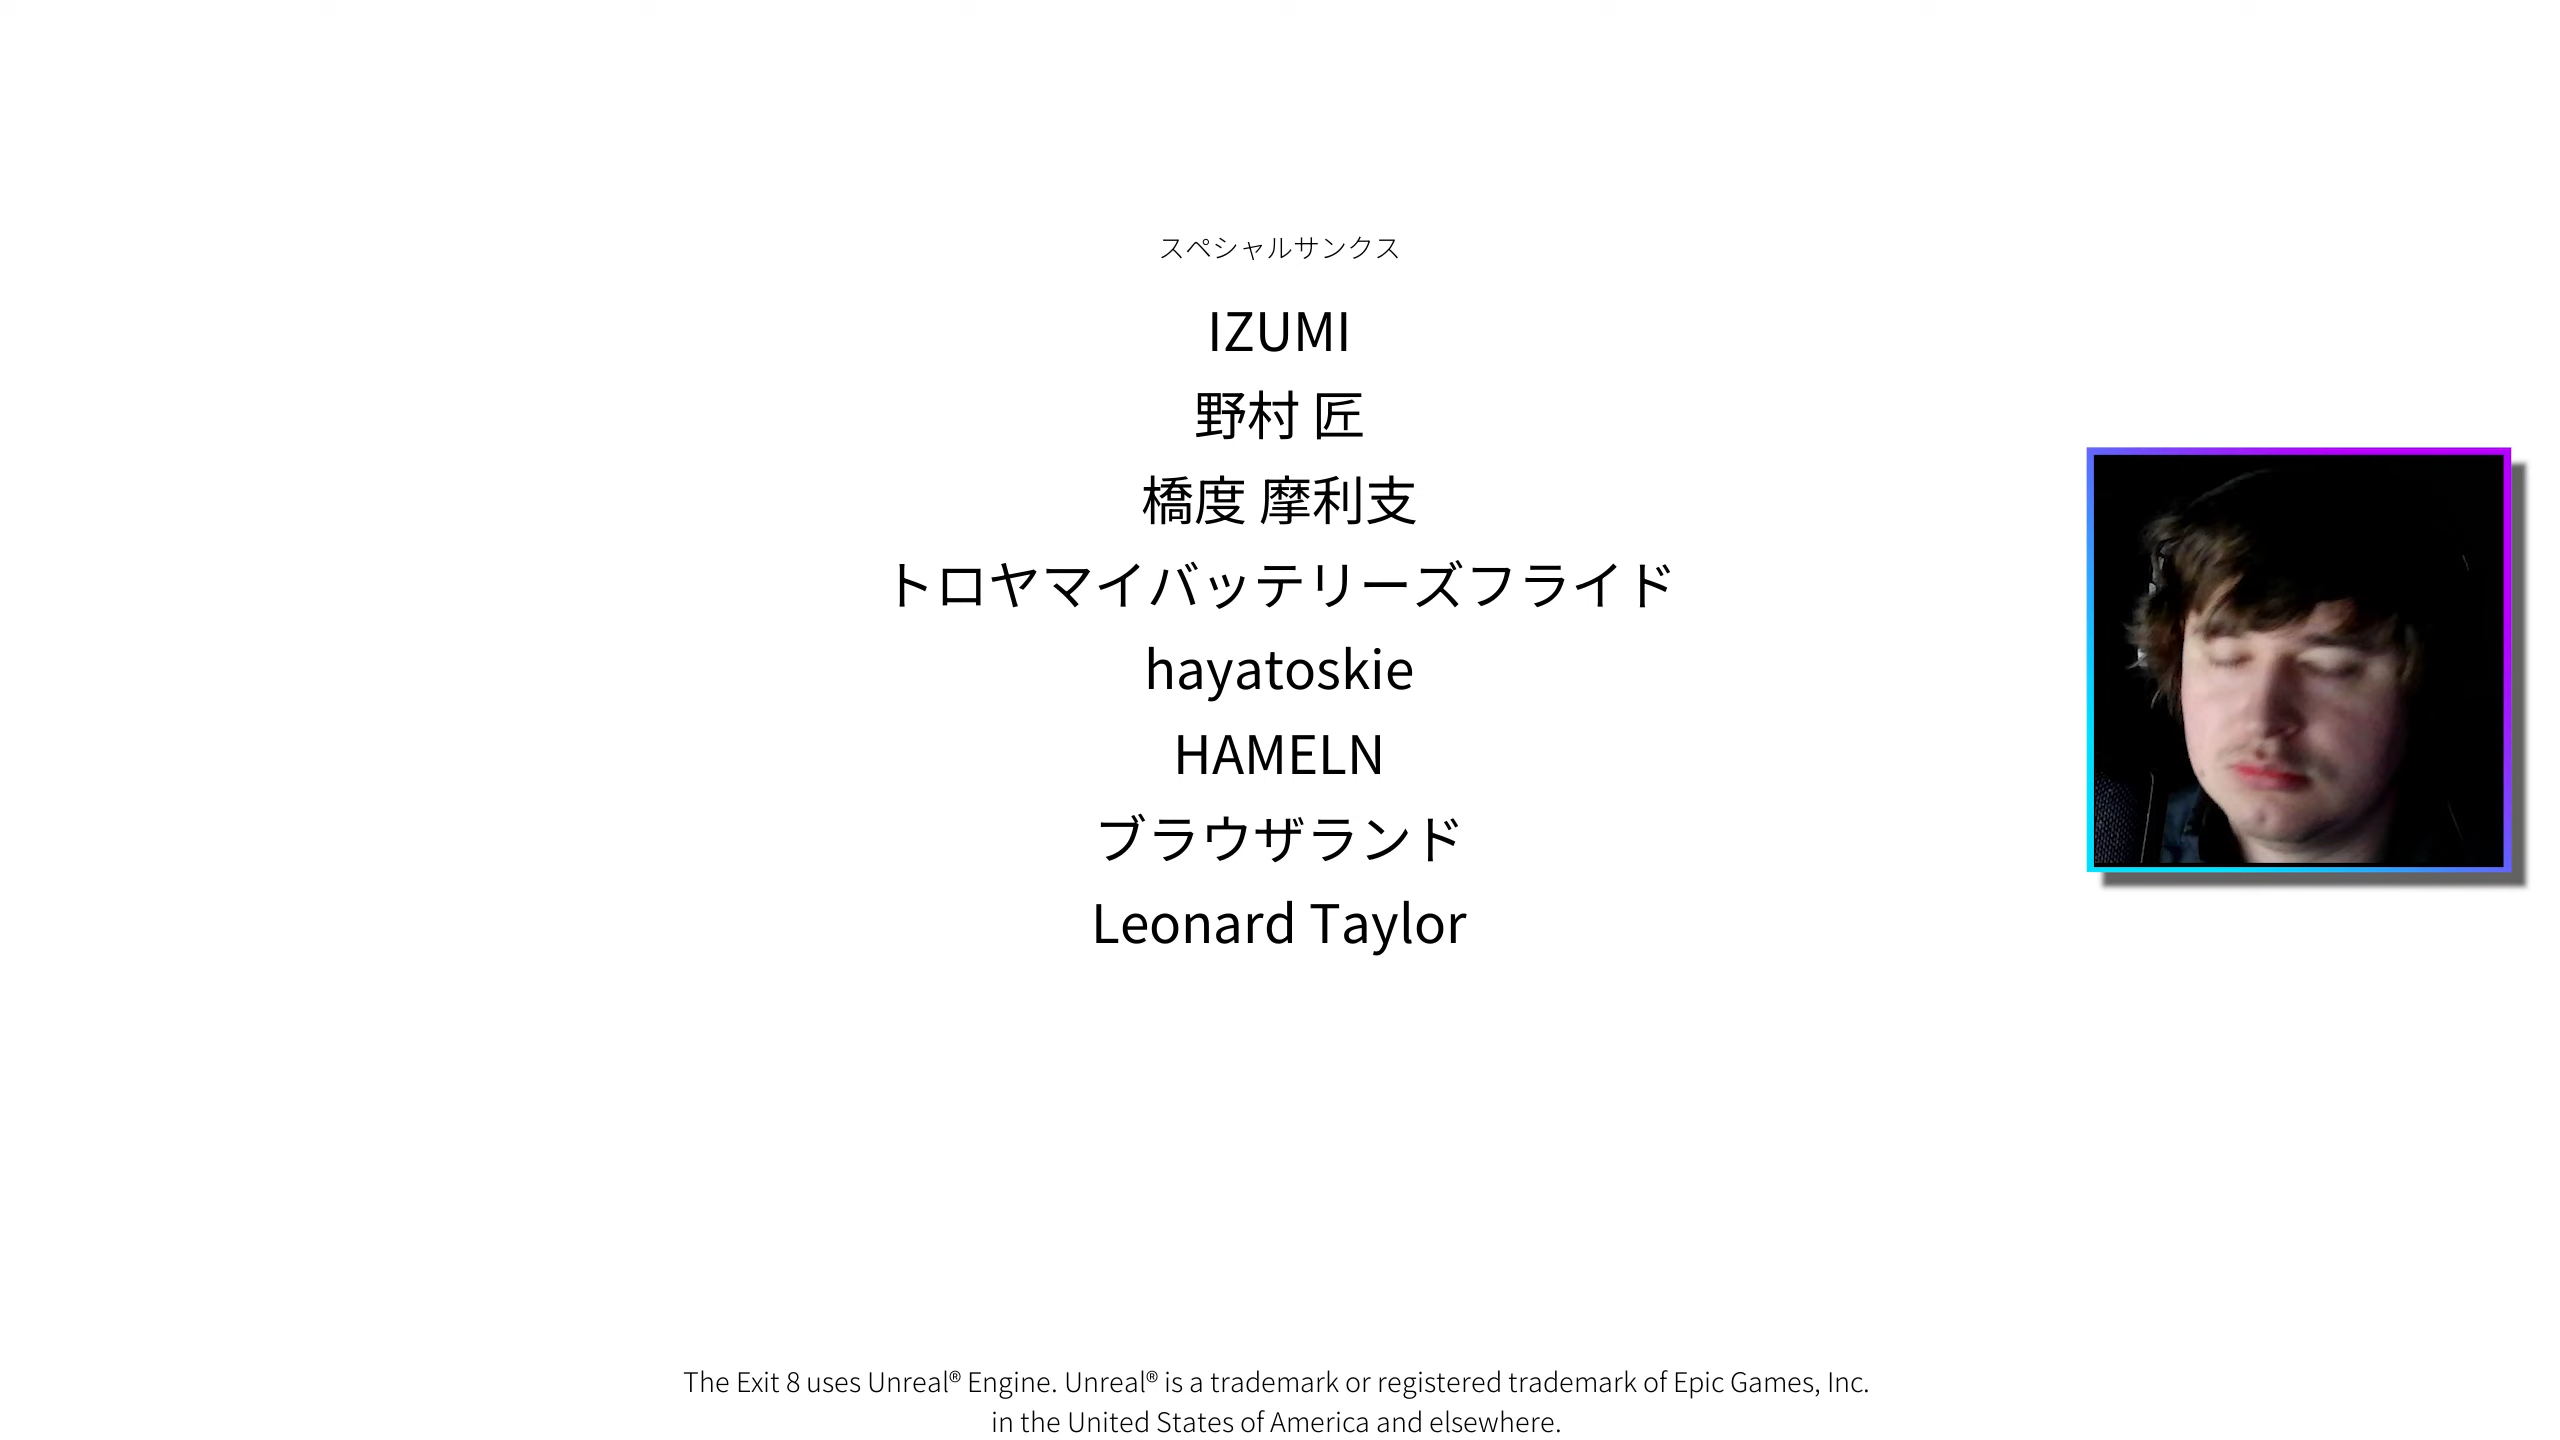 スペシャルサンクス
IZUMI
野村 匠
橋度 摩利支
トロヤマイバッテリーズフライド
hayatoskie
HAMELN
ブラウザランド
Leonard Taylor
The Exit 8 uses Unreal® Engine. Unreal® is a trademark or registered trademark of Epic Games, Inc.
in the United States of America and elsewhere.